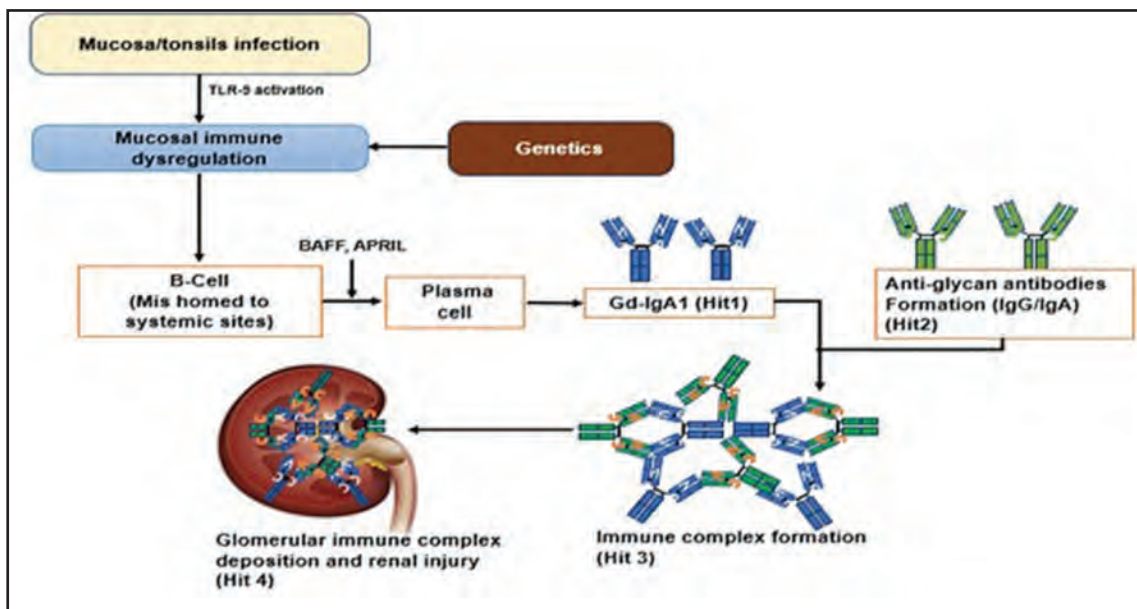 Mucosa/tonsils infection
TLR-9 activation
Mucosal immune
dysregulation
Genetics
BAFF, APRIL
B-Cell
(Mis homed to
systemic sites)
Plasma
cell
Gd-IgA1 (Hit1)
Anti-glycan antibodies
Formation (IgG/IgA)
(Hit2)
Glomerular immune complex
deposition and renal injury
(Hit 4)
Immune complex formation
(Hit 3)